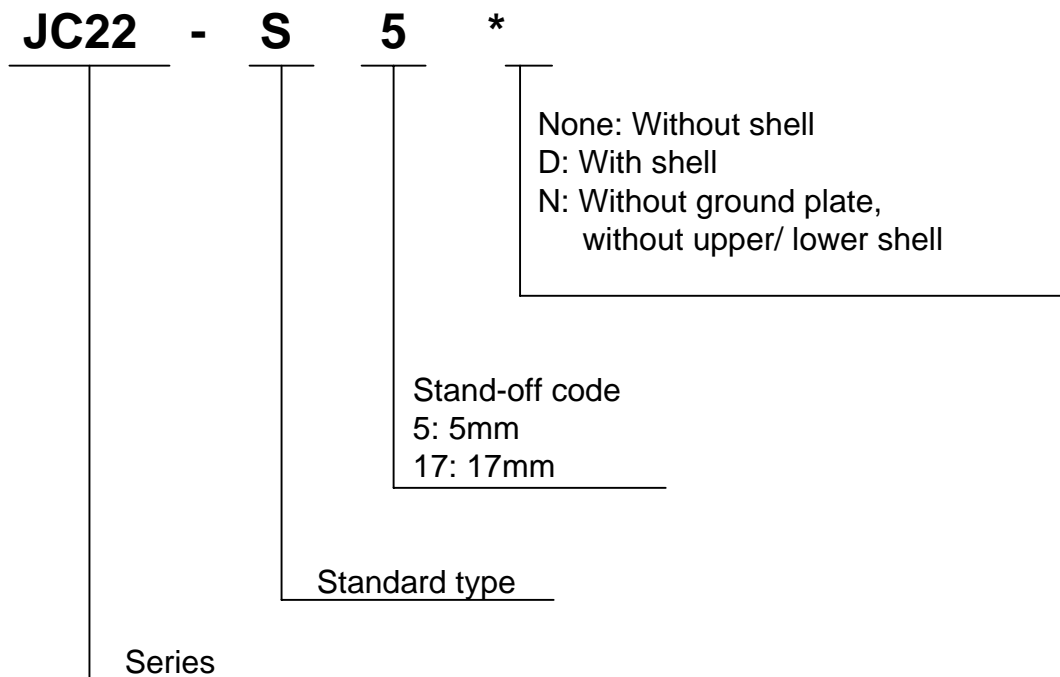 JC22 - S 5 *
None: Without shell
D: With shell
N: Without ground plate,
without upper/ lower shell
Stand-off code
5: 5mm
17: 17mm
Standard type
Series